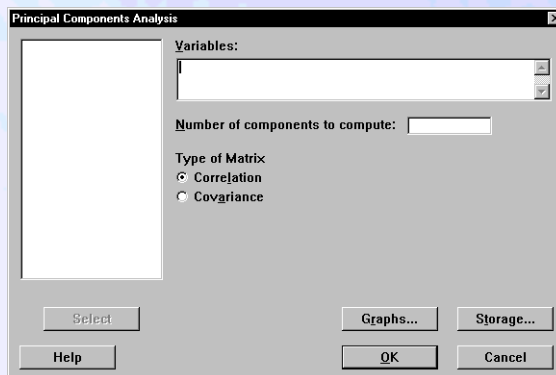 Principal Components Analysis
Variables:
Number of components to compute:
Type of Matrix
Correlation
Covariance
Select
Graphs...
Storage...
Help
OK
Cancel